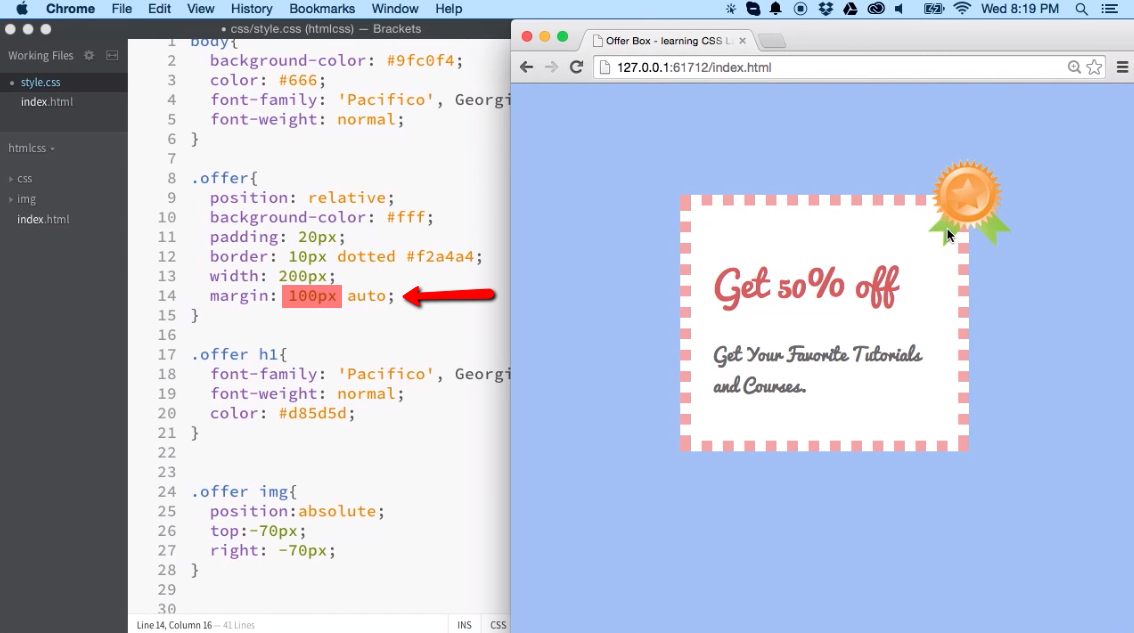 Chrome File Edit View History Bookmarks Window Help Wed 8:19 PM
• css/style.css (htmlcss) — Brackets
Working Files
style.css
index.html
htmlcss
css
img
index.html
1 body{
2 background-color: #9fc0f4;
3 color: #666;
4 font-family: 'Pacifico', Georgi
5 font-weight: normal;
6 }
7
8 .offer{
9 position: relative;
10 background-color: #fff;
11 padding: 20px;
12 border: 10px dotted #f2a4a4;
13 width: 200px;
14 margin: 100px auto;
15 }
16
17 .offer h1{
18 font-family: 'Pacifico', Georgi
19 font-weight: normal;
20 color: #d85d5d;
21 }
22
23
24 .offer img{
25 position:absolute;
26 top:-70px;
27 right: -70px;
28 }
29
30
Line 14, Column 16 — 41 Lines INS CSS
Offer Box - learning CSS L
127.0.0.1:61712/index.html
Get 50% off
Get Your Favorite Tutorials
and Courses.